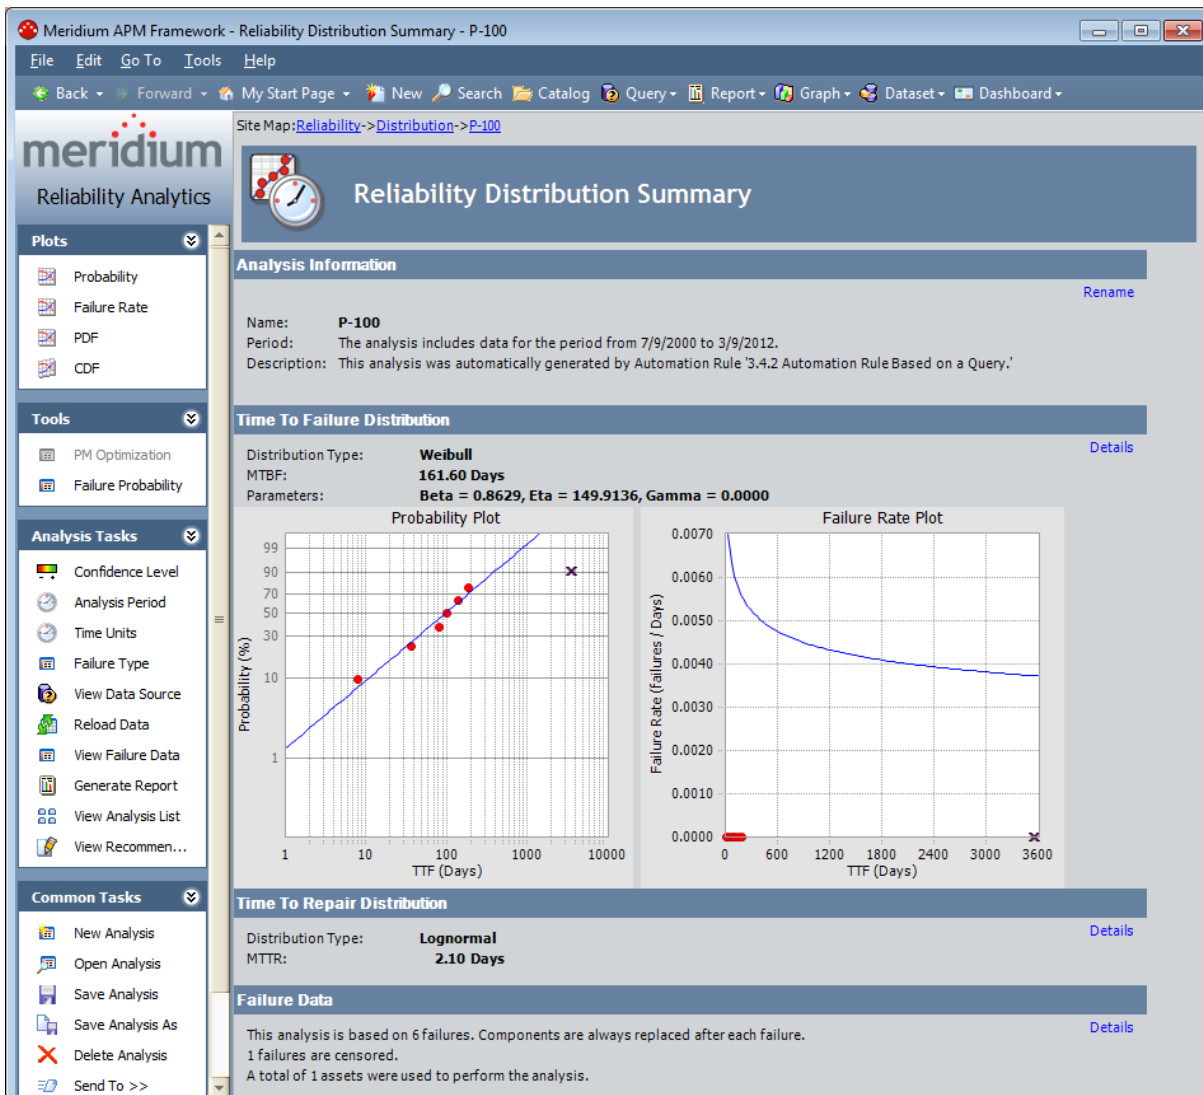 Meridium APM Framework - Reliability Distribution Summary - P-100
File Edit Go To Tools Help
Back Forward My Start Page New Search Catalog Query Report Graph Dataset Dashboard
meridium
Reliability Analytics
Plots
Probability
Failure Rate
PDF
CDF
Tools
PM Optimization
Failure Probability
Analysis Tasks
Confidence Level
Analysis Period
Time Units
Failure Type
View Data Source
Reload Data
View Failure Data
Generate Report
View Analysis List
View Recommen...
Common Tasks
New Analysis
Open Analysis
Save Analysis
Save Analysis As
Delete Analysis
Send To >>
Site Map:Reliability->Distribution->P-100
Reliability Distribution Summary
Analysis Information
Rename
Name: P-100
Period: The analysis includes data for the period from 7/9/2000 to 3/9/2012.
Description: This analysis was automatically generated by Automation Rule '3.4.2 Automation Rule Based on a Query.'
Time To Failure Distribution
Details
Distribution Type: Weibull
MTBF: 161.60 Days
Parameters: Beta = 0.8629, Eta = 149.9136, Gamma = 0.0000
Probability Plot
99
90
70
50
30
10
1
Probability (%)
1 10 100 1000 10000
TTF (Days)
Failure Rate Plot
0.0070
0.0060
0.0050
0.0040
0.0030
0.0020
0.0010
0.0000
Failure Rate (Failures / Days)
0 600 1200 1800 2400 3000 3600
TTF (Days)
Time To Repair Distribution
Details
Distribution Type: Lognormal
MTTR: 2.10 Days
Failure Data
Details
This analysis is based on 6 failures. Components are always replaced after each failure.
1 failures are censored.
A total of 1 assets were used to perform the analysis.